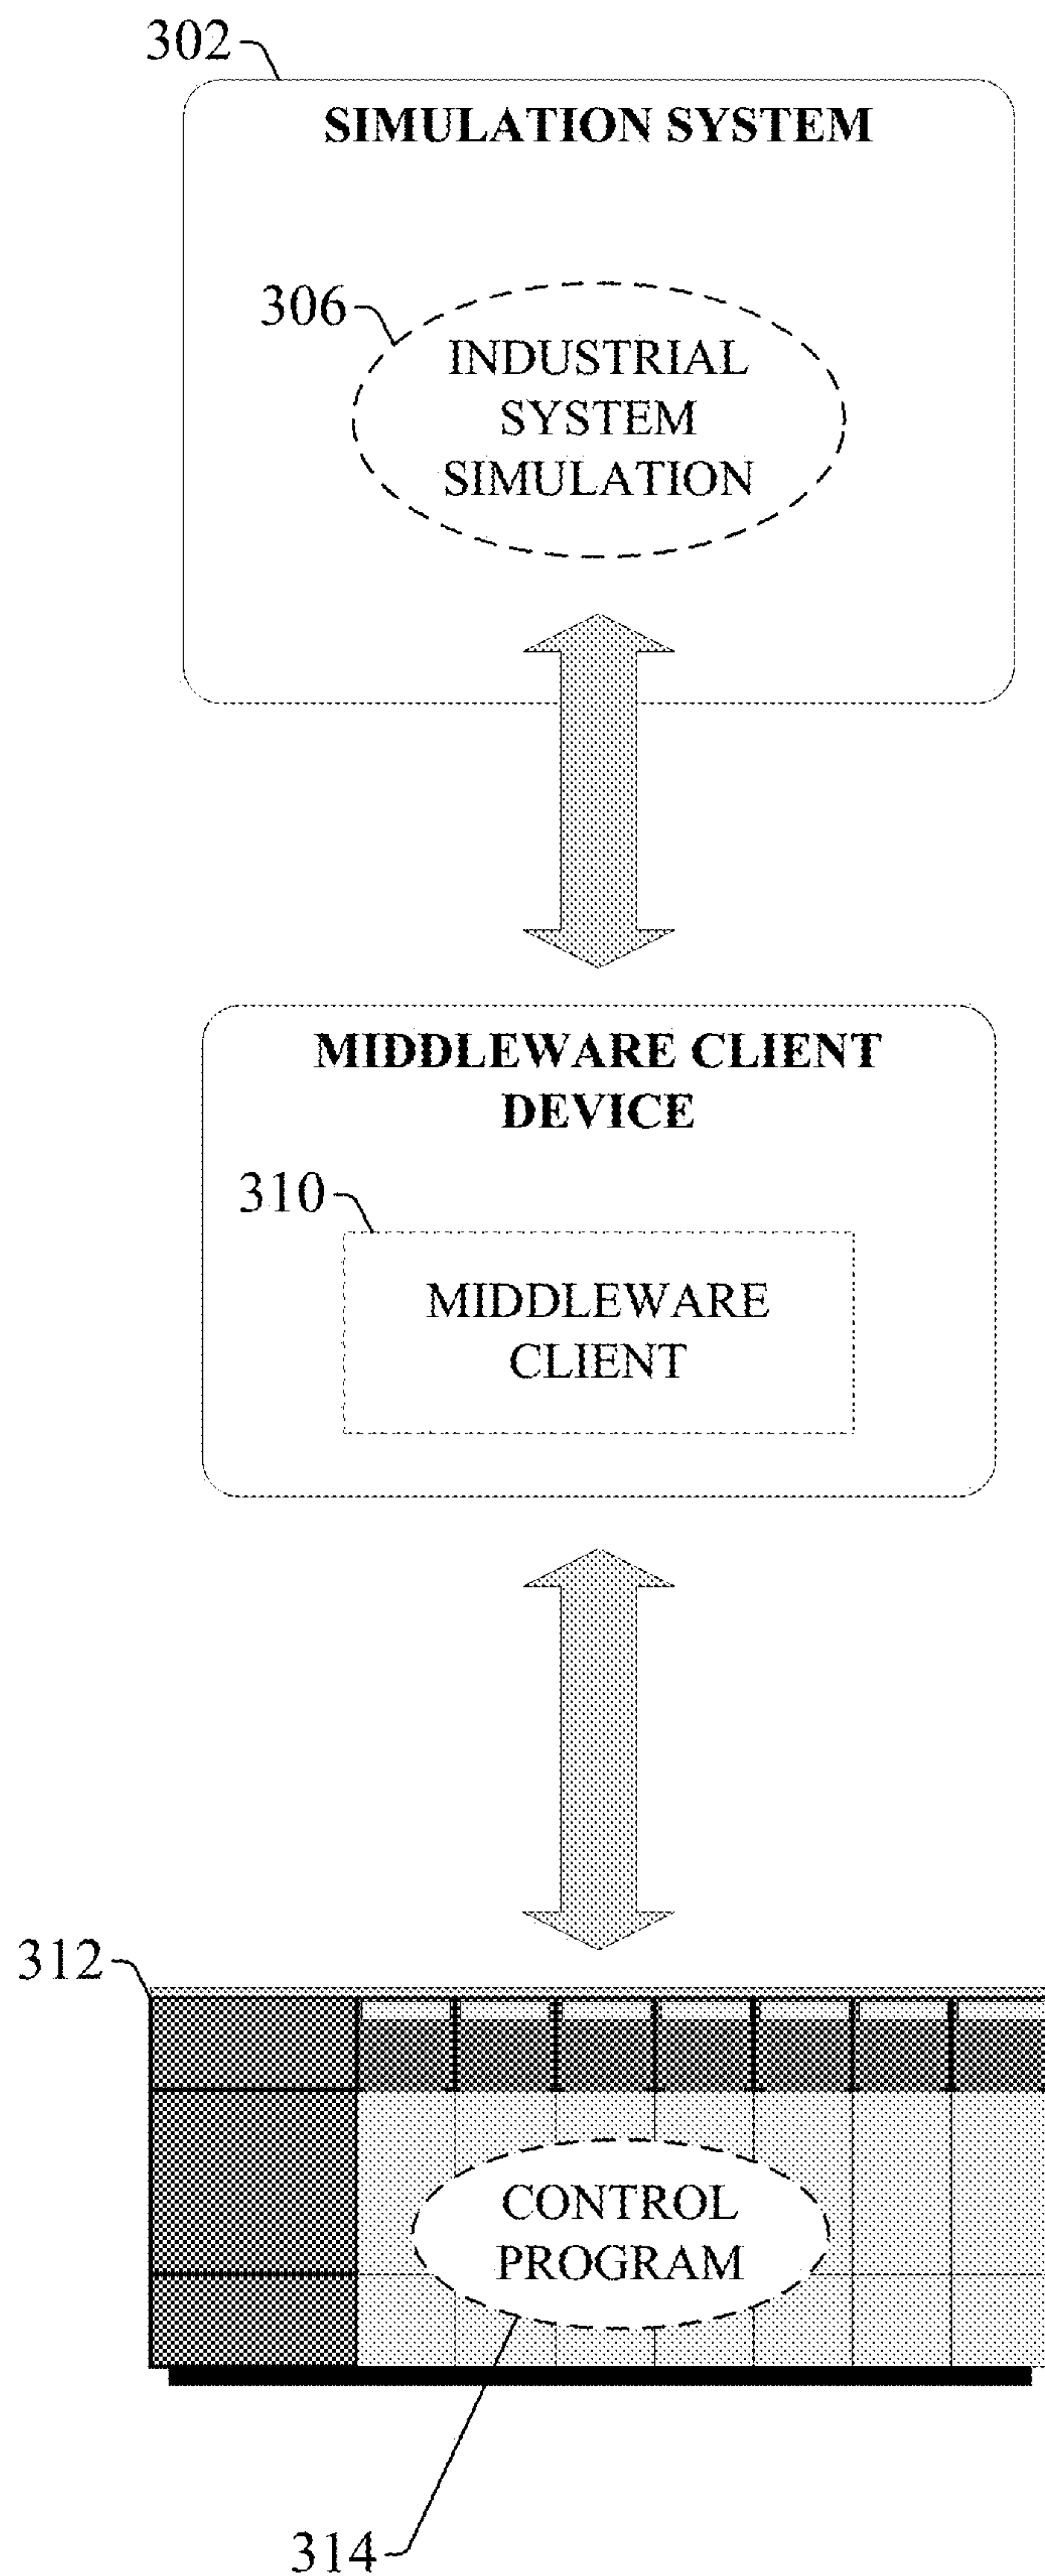 302
SIMULATION SYSTEM
306
INDUSTRIAL
SYSTEM
SIMULATION
MIDDLEWARE CLIENT
DEVICE
310
MIDDLEWARE
CLIENT
312
CONTROL
PROGRAM
314